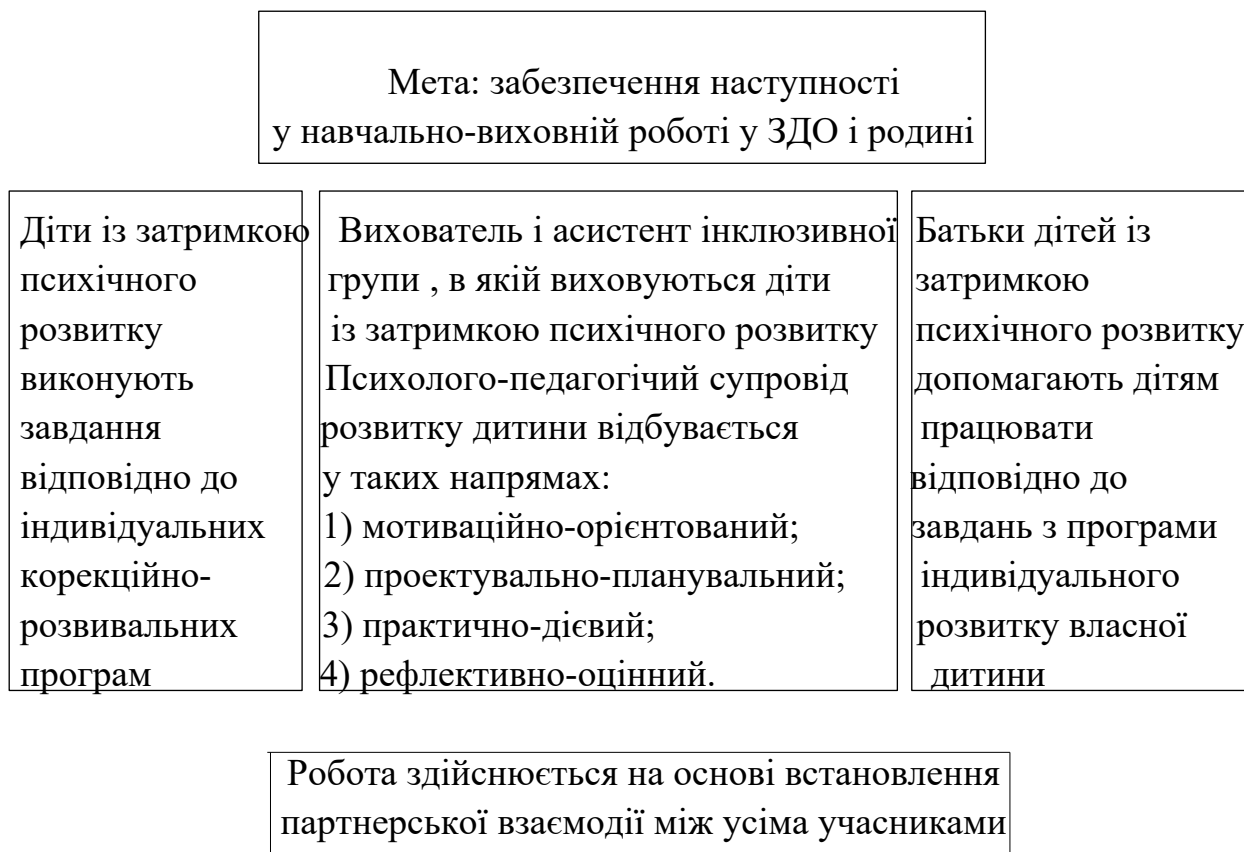 Мета: забезпечення наступності
у навчально-виховній роботі у ЗДО і родині
Діти із затримкою
психічного
розвитку
виконують
завдання
відповідно до
індивідуальних
корекційно-
розвивальних
програм
Вихователь і асистент інклюзивної
групи , в якій виховуються діти
із затримкою психічного розвитку
Психолого-педагогічий супровід
розвитку дитини відбувається
у таких напрямах:
1) мотиваційно-орієнтований;
2) проектувально-планувальний;
3) практично-дієвий;
4) рефлективно-оцінний.
Батьки дітей із
затримкою
психічного розвитку
допомагають дітям
працювати
відповідно до
завдань з програми
індивідуального
розвитку власної
дитини
Робота здійснюється на основі встановлення
партнерської взаємодії між усіма учасниками